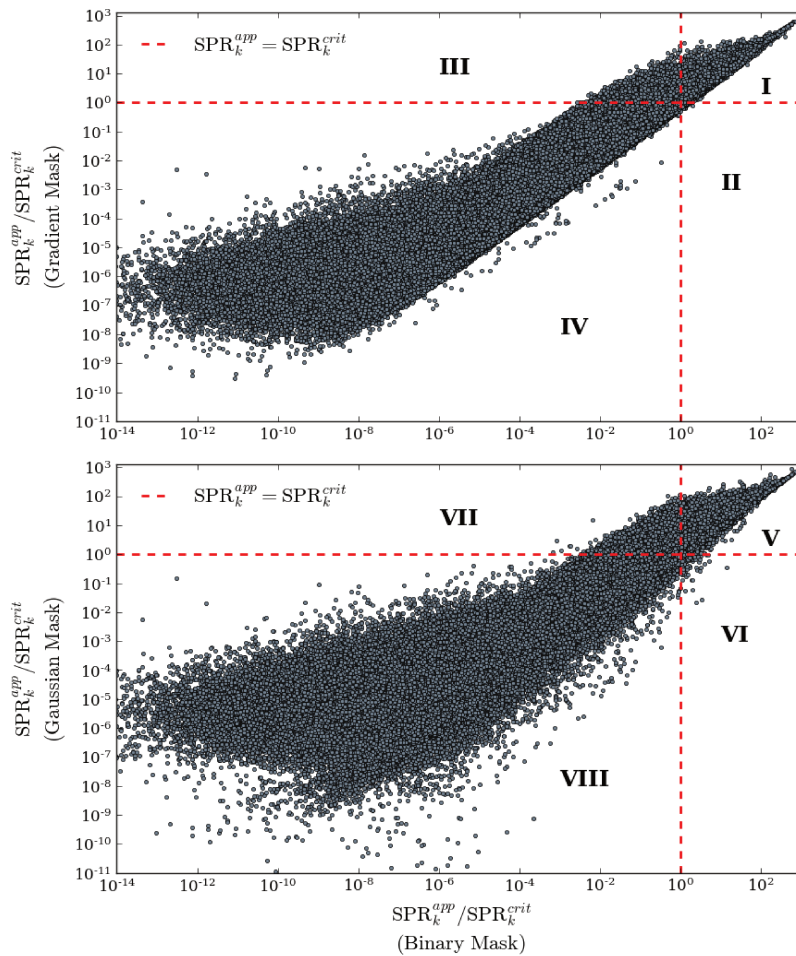 10^3
10^2
10^1
10^0
10^-1
10^-2
10^-3
10^-4
10^-5
10^-6
10^-7
10^-8
10^-9
10^-10
10^-11
SPR_k^app/SPR_k^crit
(Gradient Mask)
SPR_k^app = SPR_k^crit
III
I
II
IV
10^-14 10^-12 10^-10 10^-8 10^-6 10^-4 10^-2 10^0 10^2
10^3
10^2
10^1
10^0
10^-1
10^-2
10^-3
10^-4
10^-5
10^-6
10^-7
10^-8
10^-9
10^-10
10^-11
SPR_k^app/SPR_k^crit
(Gaussian Mask)
SPR_k^app = SPR_k^crit
VII
V
VI
VIII
10^-14 10^-12 10^-10 10^-8 10^-6 10^-4 10^-2 10^0 10^2
SPR_k^app/SPR_k^crit
(Binary Mask)